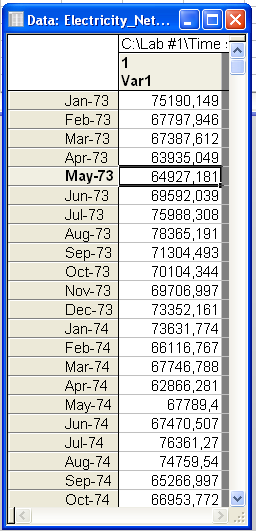 Data: Electricity_Net...
C:\Lab #1\Time s
1
Var1
Jan-73 75190,149
Feb-73 67797,946
Mar-73 67387,612
Apr-73 63935,049
May-73 64927,181
Jun-73 69592,039
Jul-73 75988,308
Aug-73 78365,191
Sep-73 71304,493
Oct-73 70104,344
Nov-73 69706,997
Dec-73 73352,161
Jan-74 73631,774
Feb-74 66116,767
Mar-74 67746,788
Apr-74 62866,281
May-74 67789,4
Jun-74 67470,507
Jul-74 76361,27
Aug-74 74759,54
Sep-74 65266,997
Oct-74 66953,772